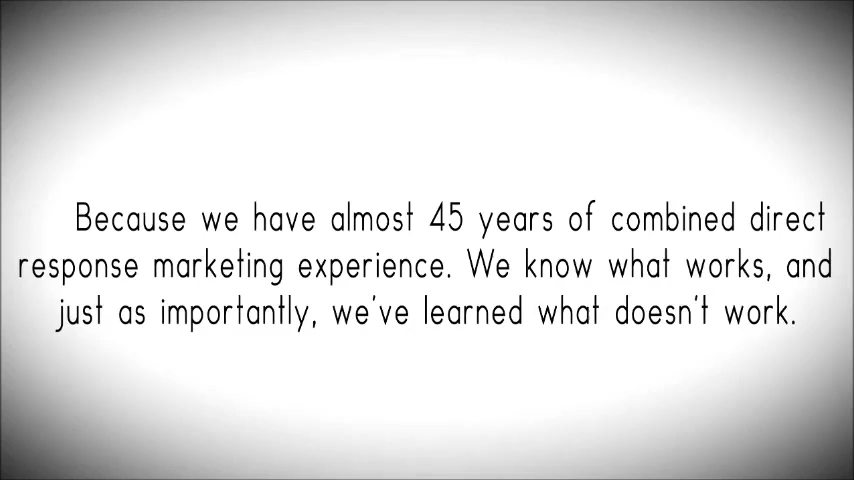 Because we have almost 45 years of combined direct
response marketing experience. We know what works, and
just as importantly, we've learned what doesn't work.